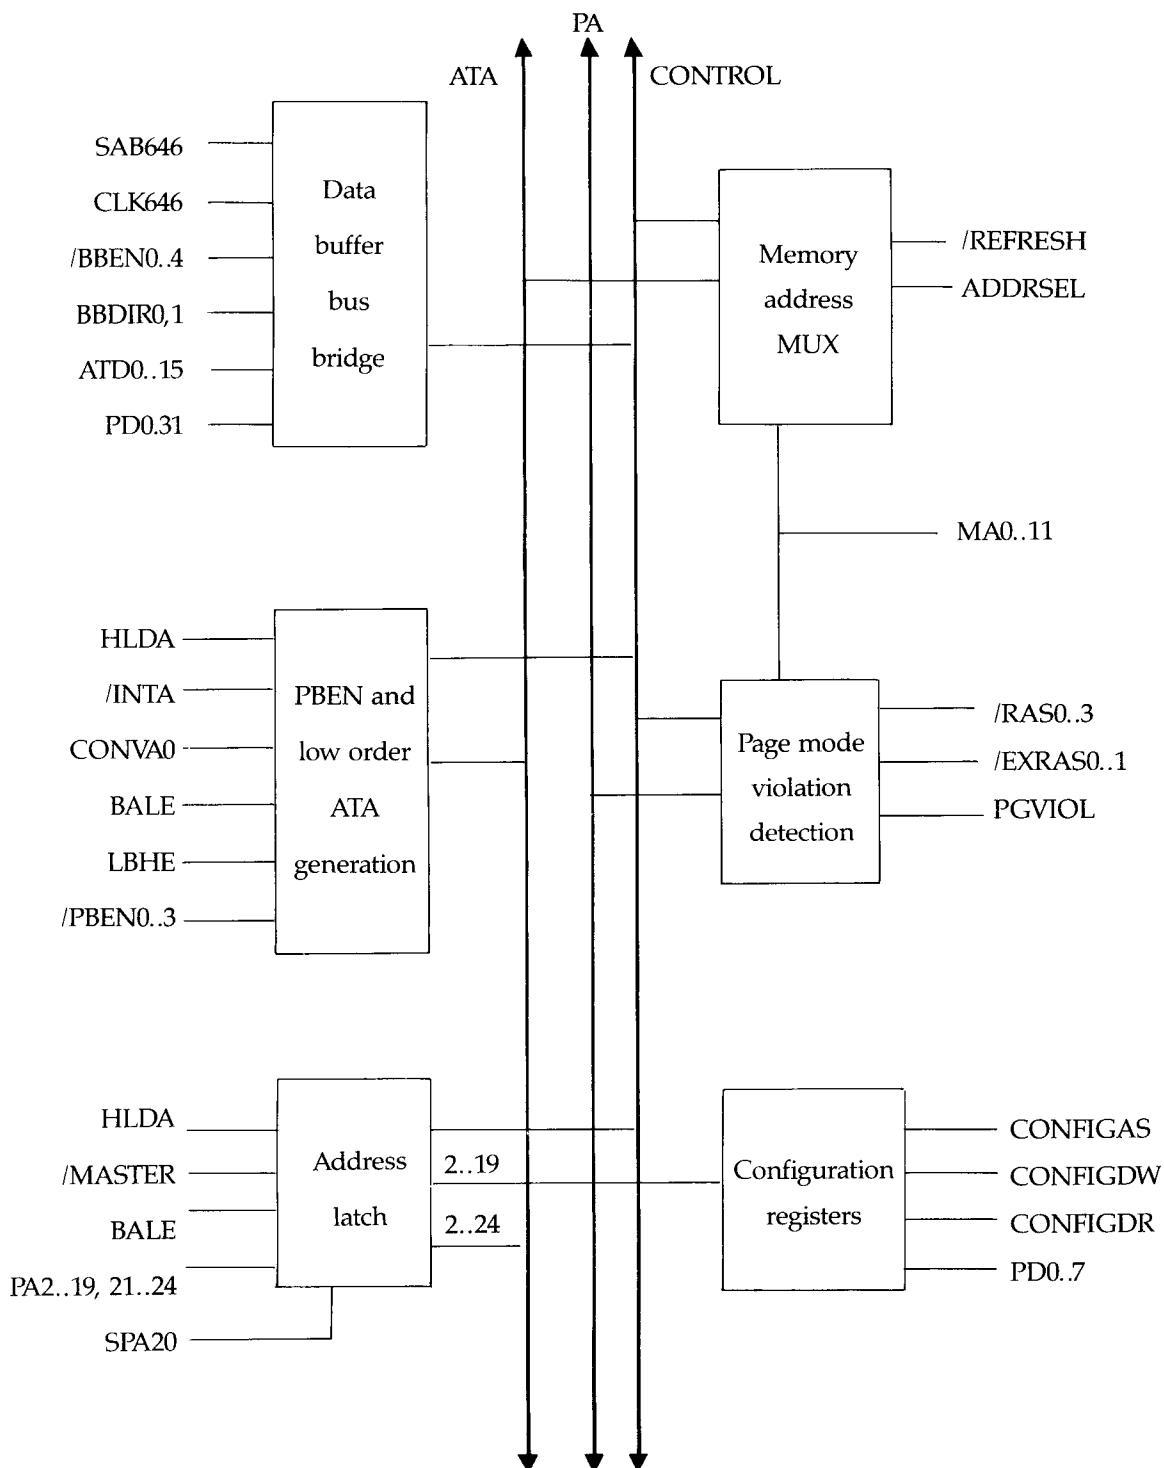 PA
ATA
CONTROL
SAB646
CLK646
/BBEN0..4
BBDIR0,1
ATD0..15
PD0.31
Data
buffer
bus
bridge
Memory
address
MUX
/REFRESH
ADDRSEL
MA0..11
HLDA
/INTA
CONVA0
BALE
LBHE
/PBEN0..3
PBEN and
low order
ATA
generation
Page mode
violation
detection
/RAS0..3
/EXRAS0..1
PGVIOL
HLDA
/MASTER
BALE
PA2..19, 21..24
SPA20
Address
latch
2..19
2..24
Configuration
registers
CONFIGAS
CONFIGDW
CONFIGDR
PD0..7